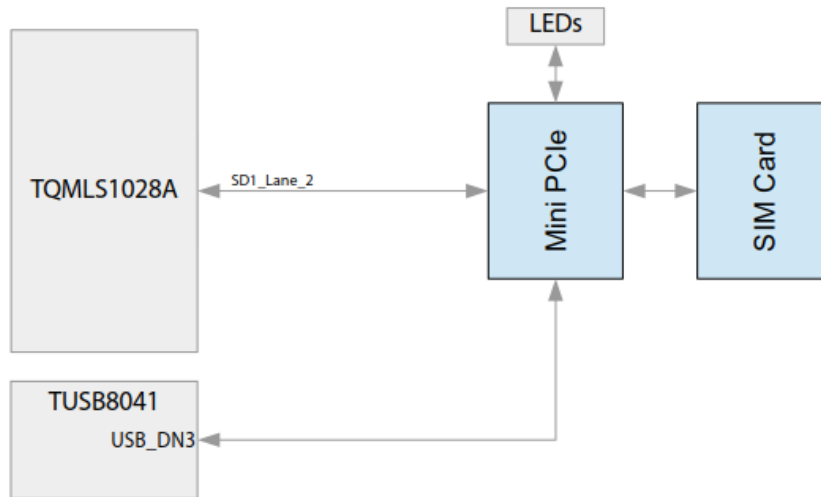 LEDs
TQMLS1028A
SD1_Lane_2
Mini PCIe
SIM Card
TUSB8041
USB_DN3